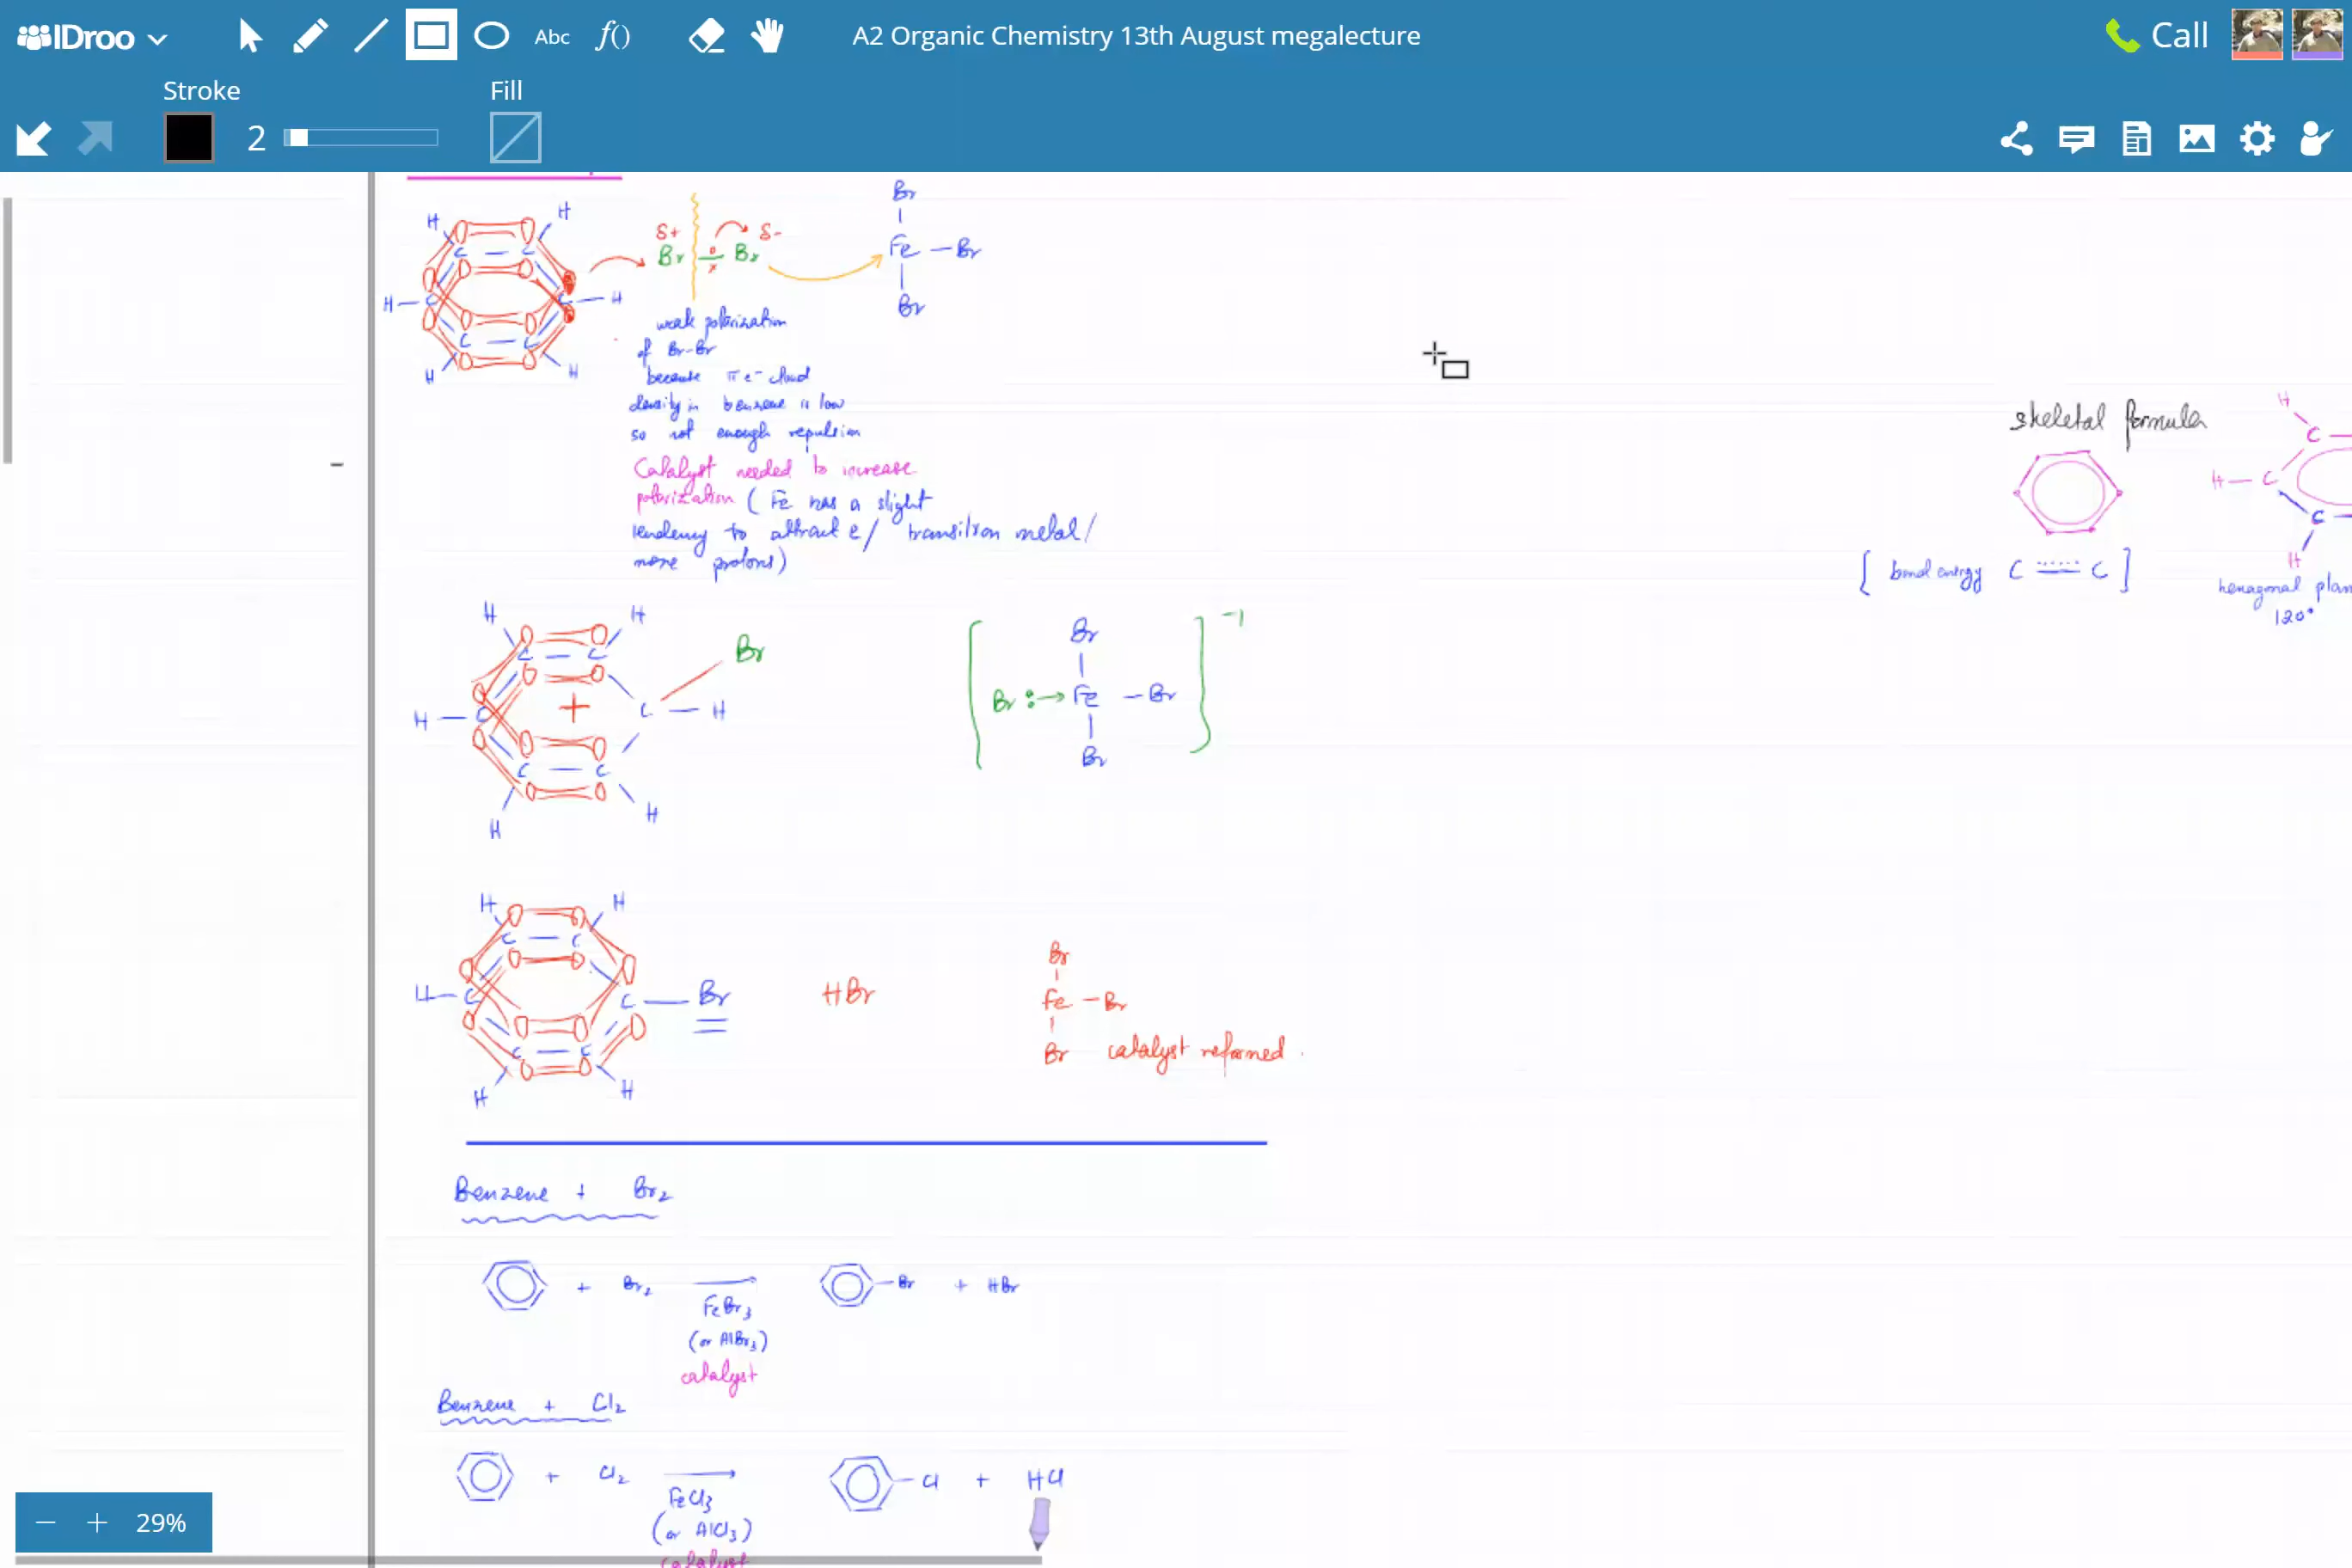 IDroo
Abc
f()
A2 Organic Chemistry 13th August megalecture
Call
Stroke
Fill
2
H H
δ+ δ-
Br Br
C C
H C C H
C C
H H
Br
Fe Br
Br
weak polarization
of Br-Br
because π e⁻ cloud
density in benzene is low
so not enough repulsion
Catalyst needed to increase
polarization ( Fe has a slight
tendency to attract e/ transition metal/
more protons)
skeletal formula
H
C
H — C
C
H
{ bond energy C C ]
hexagonal plan
120°
H H
Br
C — C
+
H — C C — H
C — C
H H
-1
Br
Br : → Fe — Br
Br
H H
C — C
H — C C — Br
C — C
H H
HBr
Br
Fe — Br
Br catalyst reformed.
Benzene + Br₂
+ Br₂ → — Br + HBr
FeBr₃
(or AlBr₃)
catalyst
Benzene + Cl₂
+ Cl₂ → — Cl + HCl
FeCl₃
(or AlCl₃)
catalyst
− + 29%